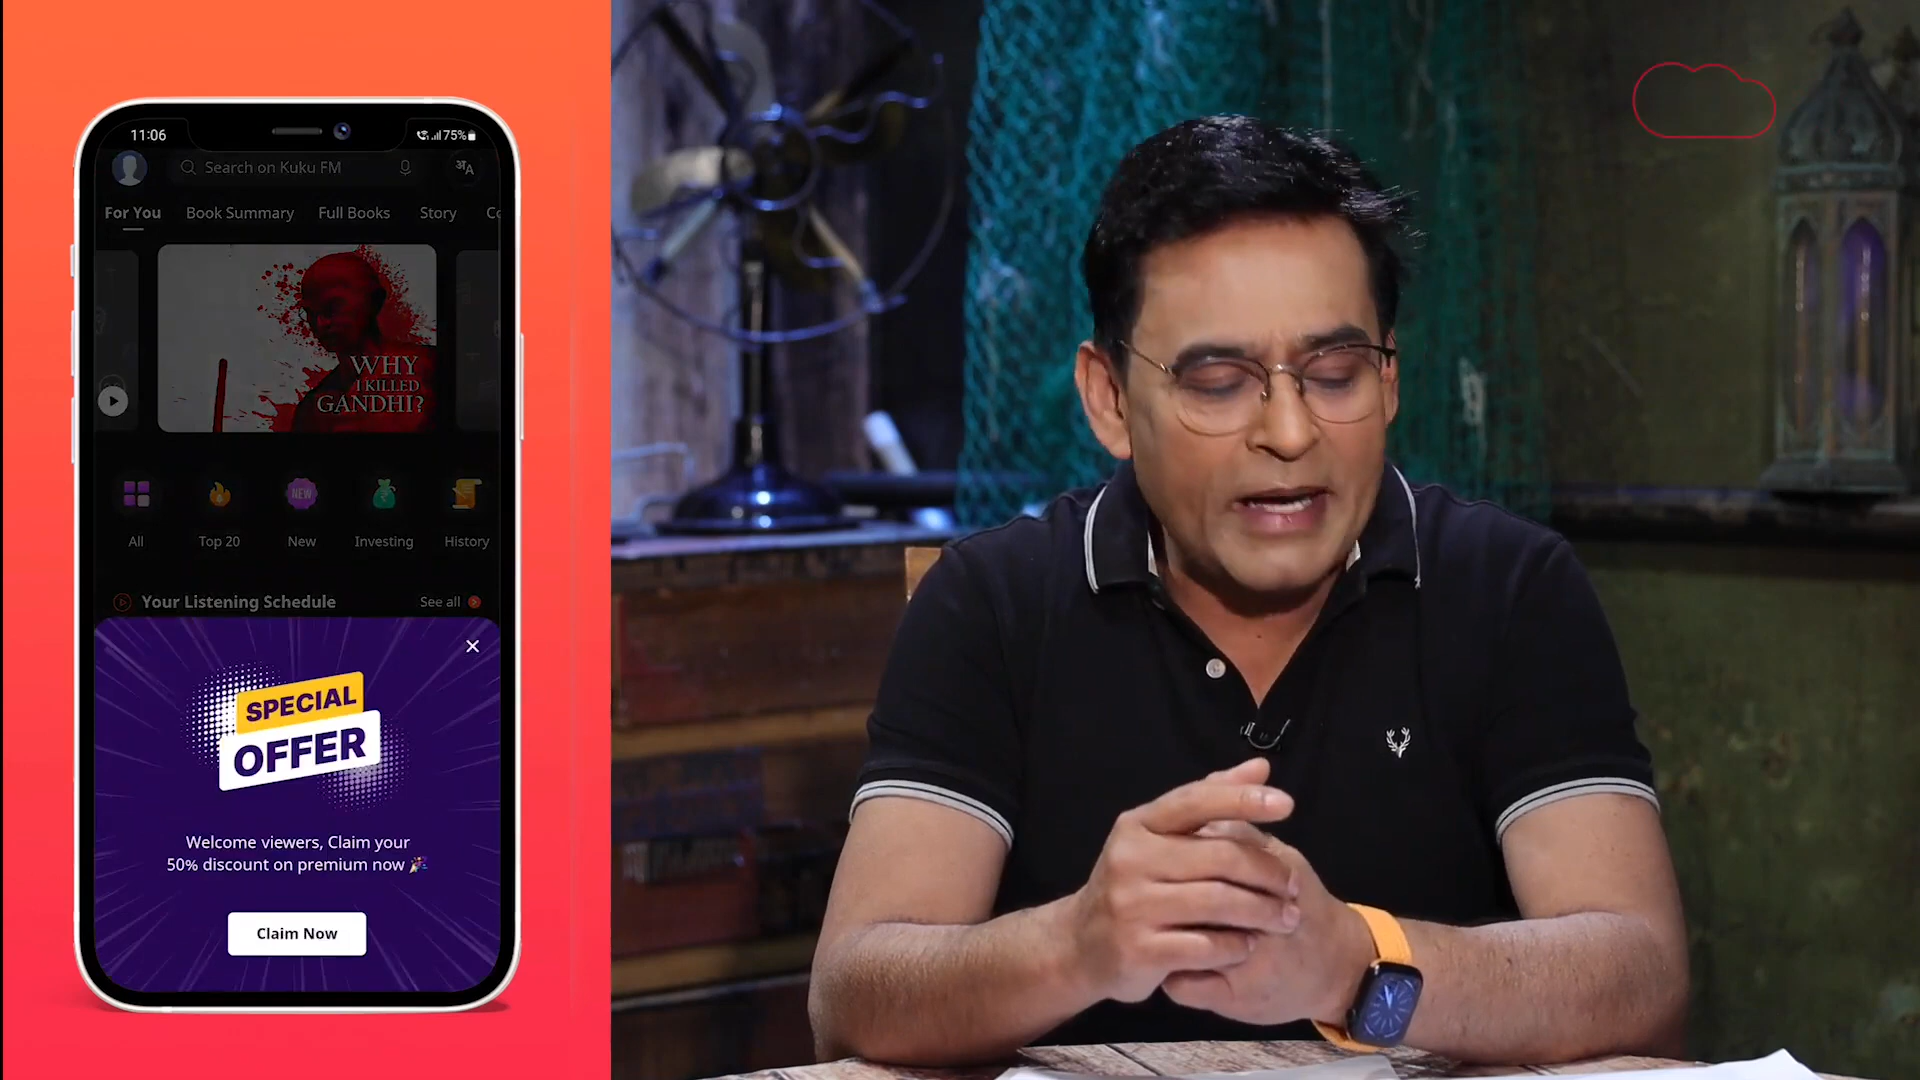 11:06
75%
Search on Kuku FM
अA
For You
Book Summary
Full Books
Story
WHY
I KILLED
GANDHI?
NEW
All
Top 20
New
Investing
History
Your Listening Schedule
See all
SPECIAL
OFFER
Welcome viewers, Claim your
50% discount on premium now
Claim Now